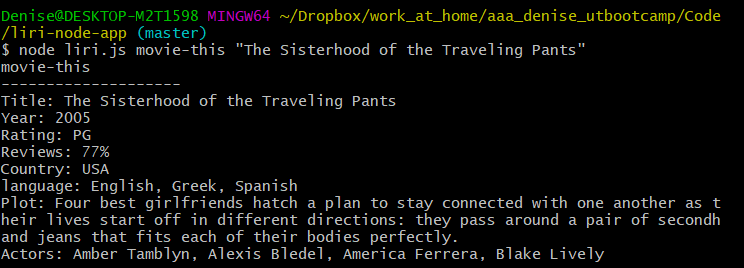 Denise@DESKTOP-M2T1598 MINGW64 ~/Dropbox/work_at_home/aaa_denise_utbootcamp/Code
/liri-node-app (master)
$ node liri.js movie-this "The Sisterhood of the Traveling Pants"
movie-this
--------------------
Title: The Sisterhood of the Traveling Pants
Year: 2005
Rating: PG
Reviews: 77%
Country: USA
language: English, Greek, Spanish
Plot: Four best girlfriends hatch a plan to stay connected with one another as t
heir lives start off in different directions: they pass around a pair of secondh
and jeans that fits each of their bodies perfectly.
Actors: Amber Tamblyn, Alexis Bledel, America Ferrera, Blake Lively